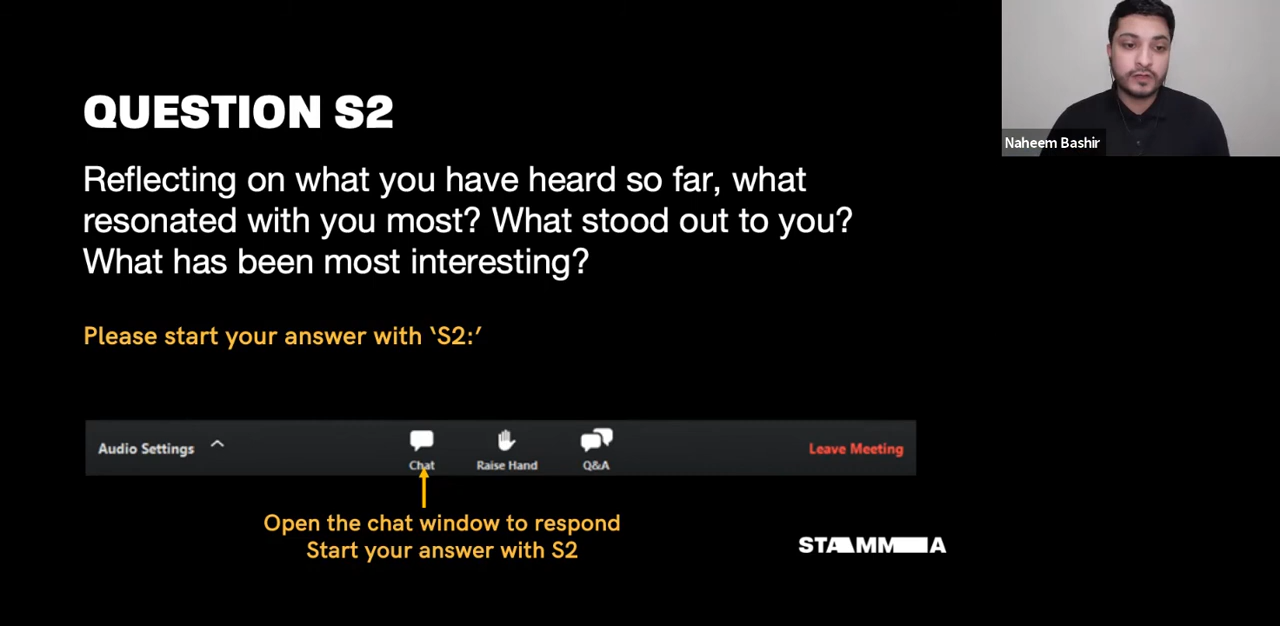 QUESTION S2
Reflecting on what you have heard so far, what
resonated with you most? What stood out to you?
What has been most interesting?
Please start your answer with ‘S2:’
Audio Settings
Chat
Raise Hand
Q&A
Leave Meeting
Open the chat window to respond
Start your answer with S2
STAMMA
Naheem Bashir